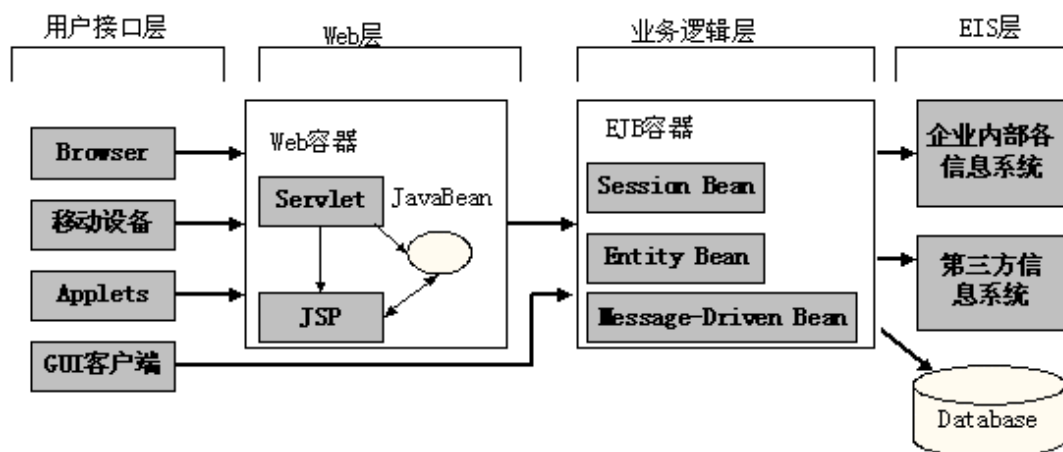 用户接口层
Web层
业务逻辑层
EIS层
Browser
移动设备
Applets
GUI客户端
Web容器
Servlet
JavaBean
JSP
EJB容器
Session Bean
Entity Bean
Message-Driven Bean
企业内部各
信息系统
第三方信
息系统
Database